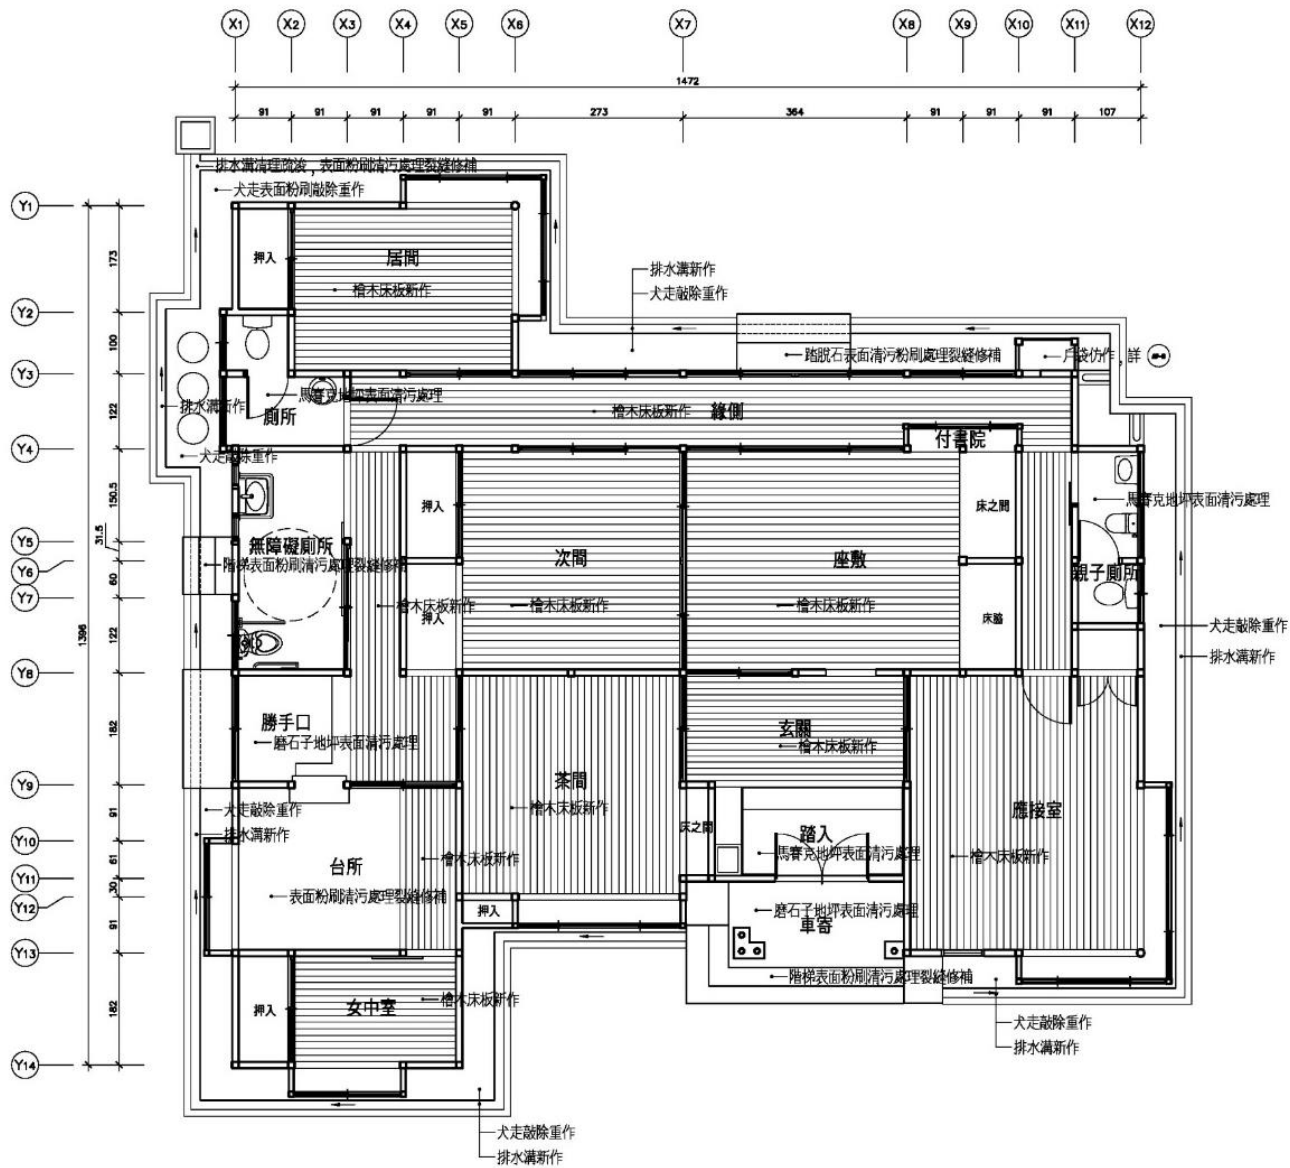 X1 X2 X3 X4 X5 X6 X7 X8 X9 X10 X11 X12
1472
91 91 91 91 91 273 364 91 91 91 107
排水溝清理疏浚，表面粉刷清污處理裂縫修補
犬走表面粉刷敲除重作
Y1
173
押入
居間
檜木床板新作
排水溝新作
犬走敲除重作
Y2
100
踏脫石表面清污粉刷處理裂縫修補
戶袋仿作，詳
Y3
122
馬賽克地坪表面清污處理
排水溝新作
廁所
檜木床板新作
緣側
付書院
Y4
犬走敲除重作
150.5
押入
床之間
馬賽克地坪表面清污處理
Y5
31.5
無障礙廁所
次間
座敷
階梯表面粉刷清污處理裂縫修補
親子廁所
Y6
60
Y7
檜木床板新作
檜木床板新作
檜木床板新作
押入
床脇
犬走敲除重作
122
1396
排水溝新作
Y8
182
勝手口
磨石子地坪表面清污處理
玄關
檜木床板新作
茶間
Y9
犬走敲除重作
檜木床板新作
應接室
91
排水溝新作
床之間
踏入
Y10
61
台所
檜木床板新作
馬賽克地坪表面清污處理
檜木床板新作
Y11
30
表面粉刷清污處理裂縫修補
Y12
91
押入
磨石子地坪表面清污處理
車寄
Y13
階梯表面粉刷清污處理裂縫修補
182
押入
女中室
檜木床板新作
犬走敲除重作
排水溝新作
Y14
犬走敲除重作
排水溝新作